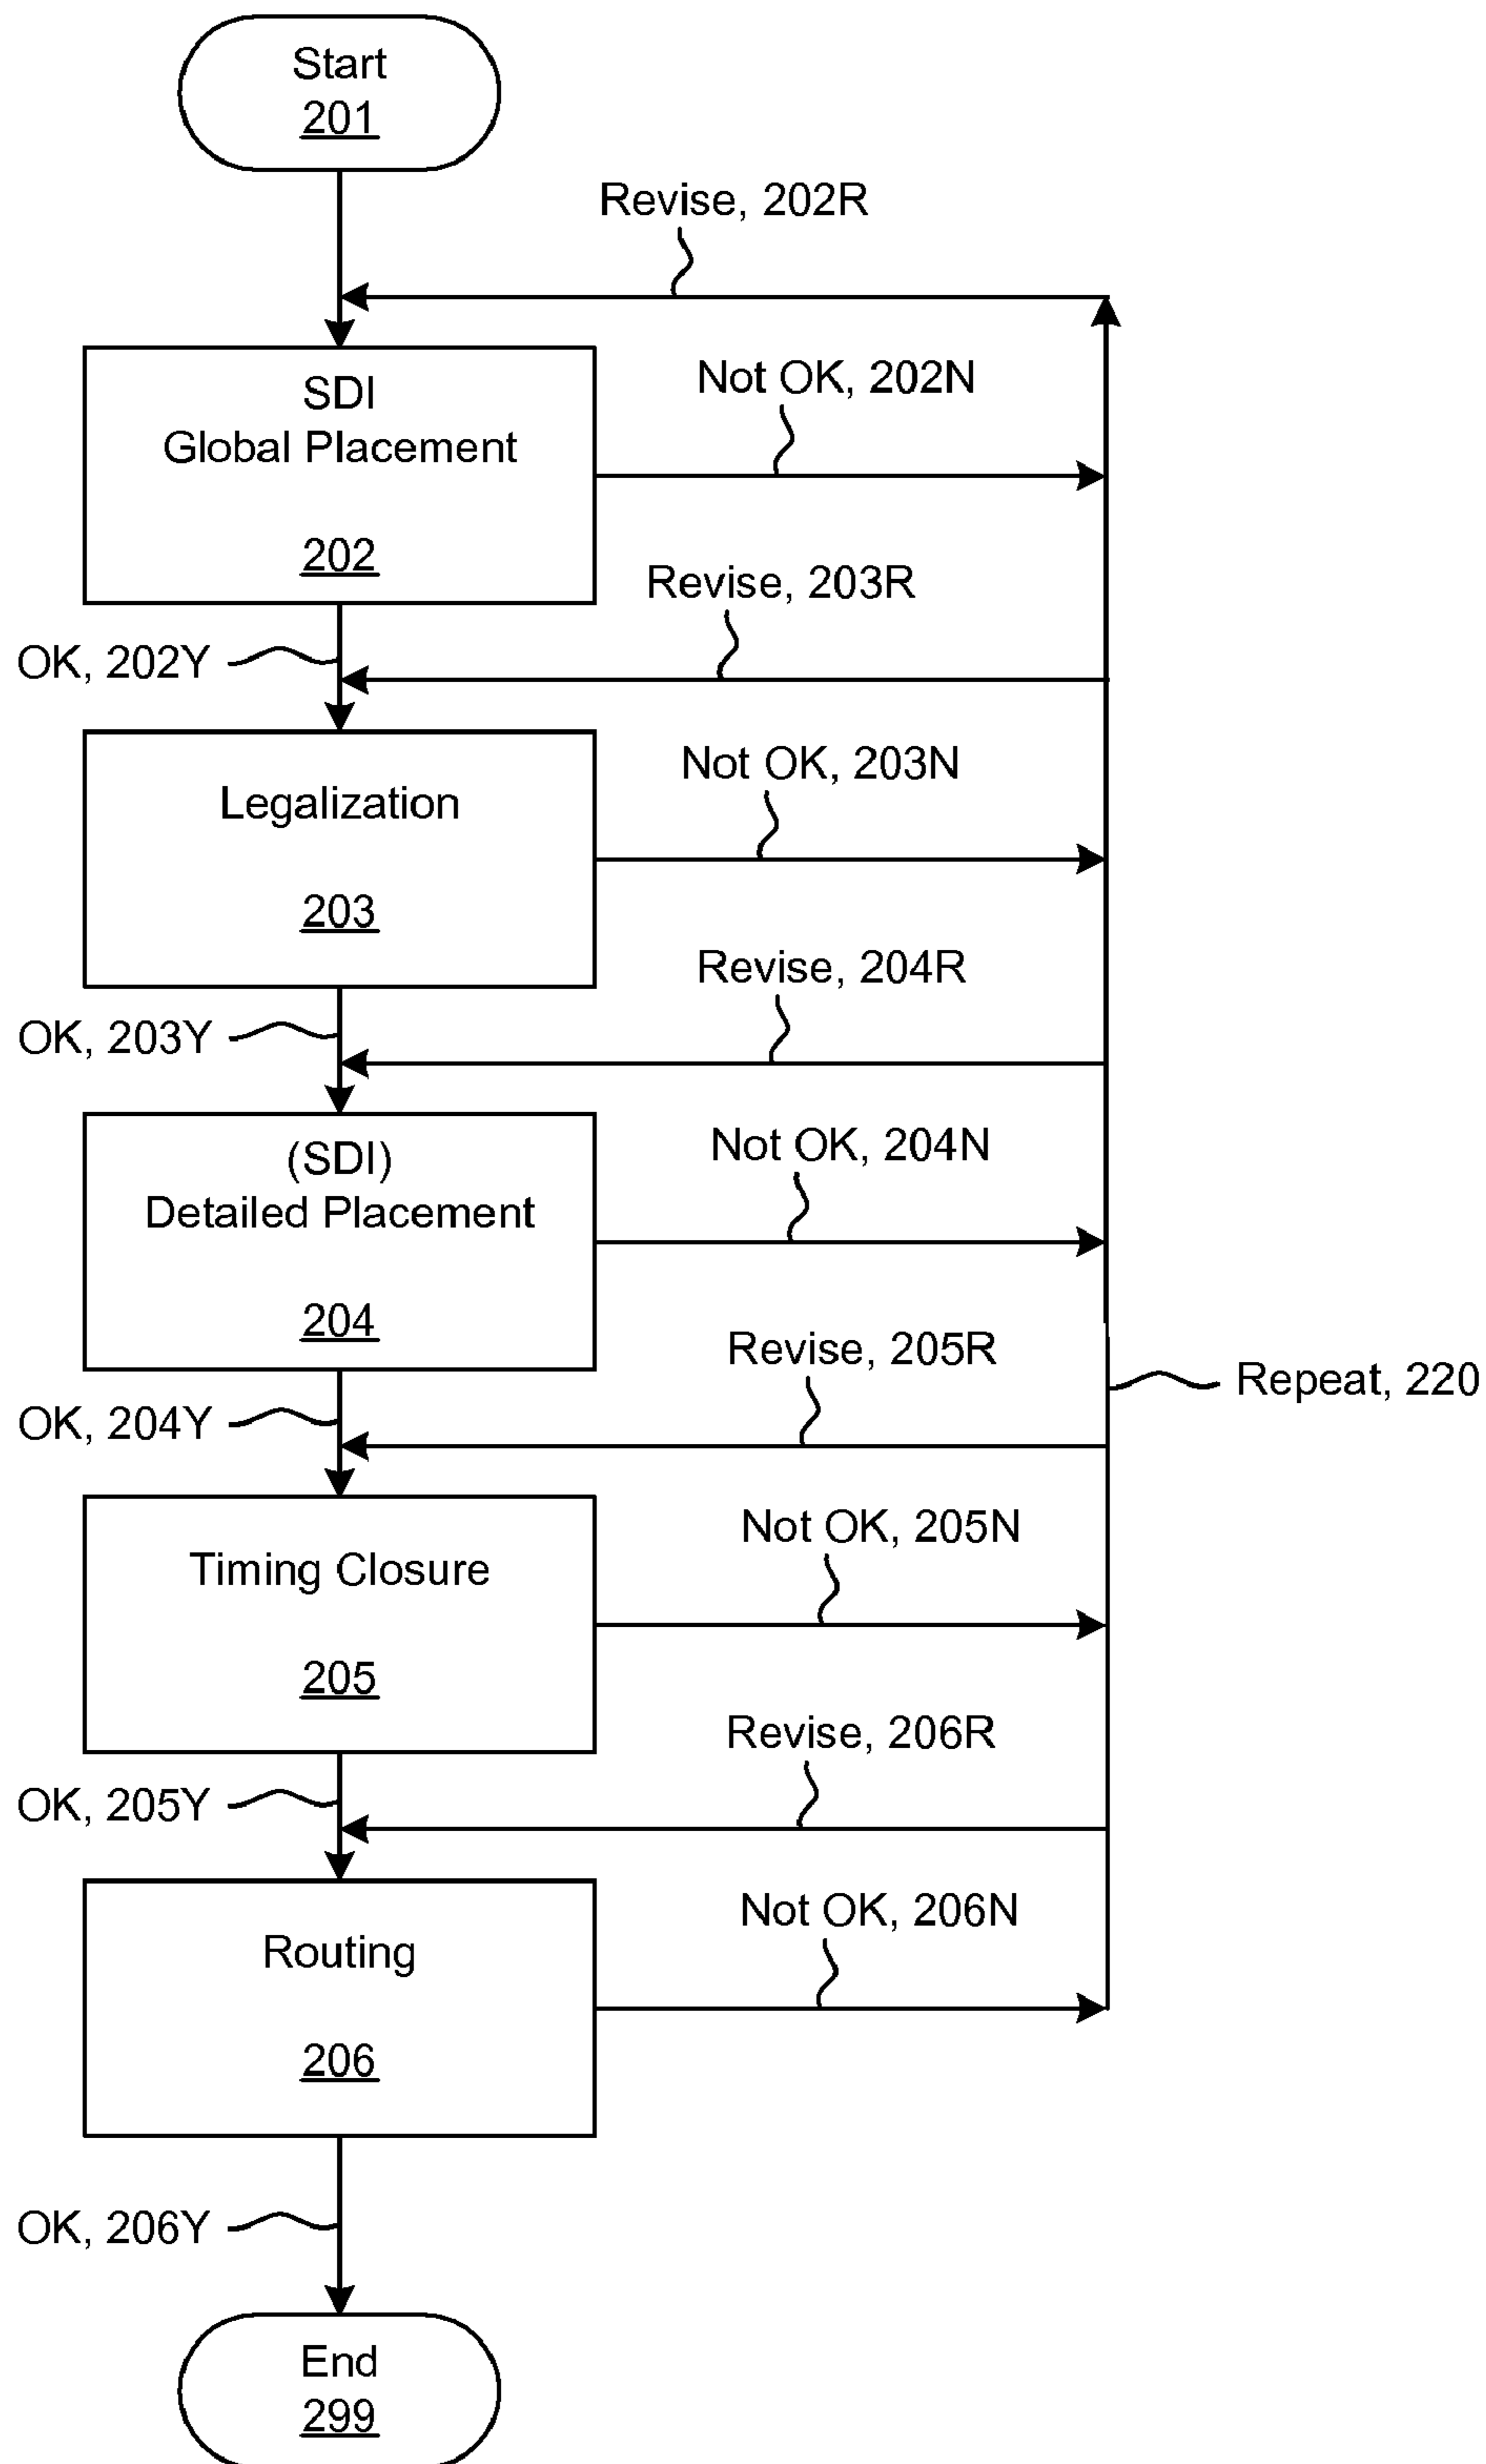 Start
201
Revise, 202R
SDI
Global Placement
202
Not OK, 202N
Revise, 203R
OK, 202Y
Legalization
203
Not OK, 203N
Revise, 204R
OK, 203Y
(SDI)
Detailed Placement
204
Not OK, 204N
Revise, 205R
Repeat, 220
OK, 204Y
Timing Closure
205
Not OK, 205N
Revise, 206R
OK, 205Y
Routing
206
Not OK, 206N
OK, 206Y
End
299